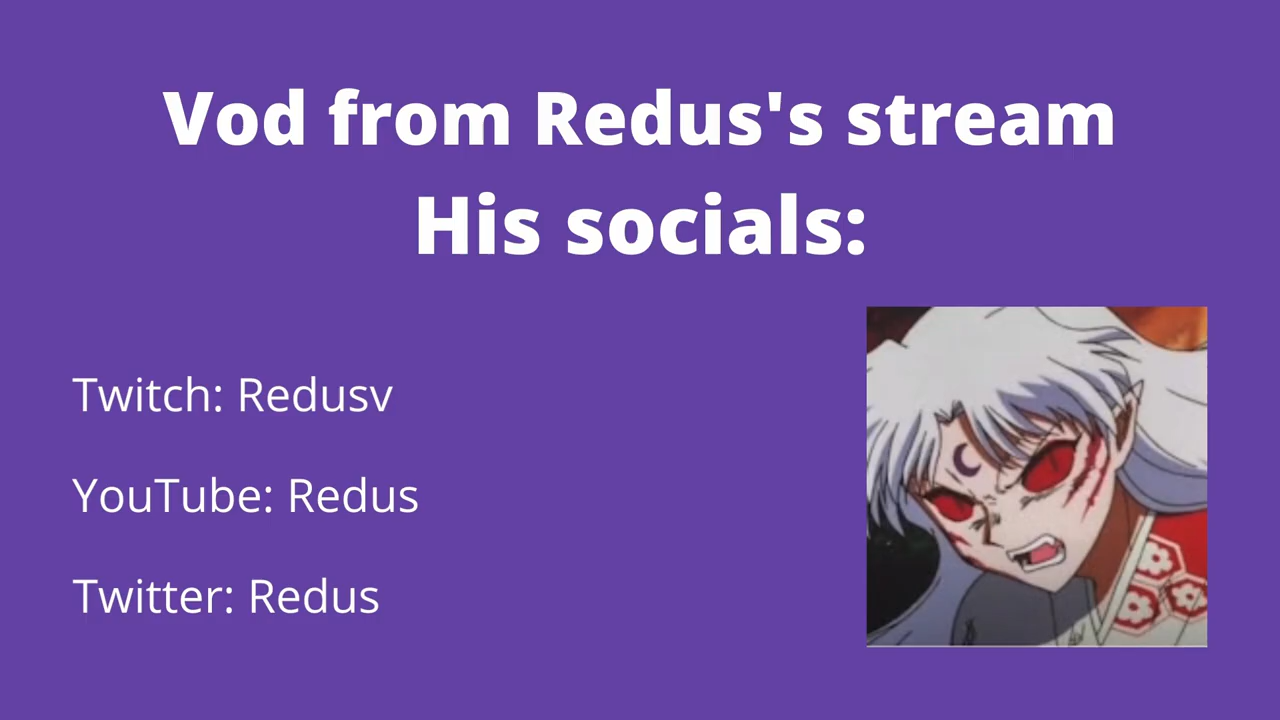 Vod from Redus's stream
His socials:
Twitch: Redusv
YouTube: Redus
Twitter: Redus